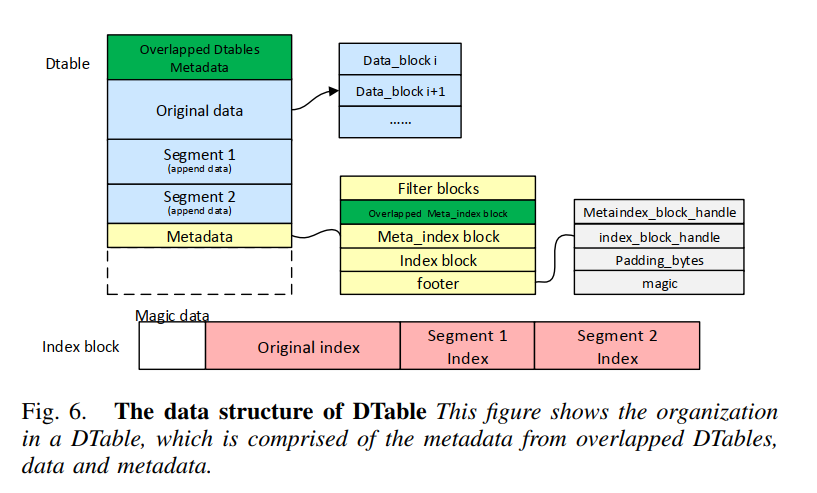 Dtable
Overlapped Dtables
Metadata
Original data
Segment 1
(append data)
Segment 2
(append data)
Metadata
Data_block i
Data_block i+1
......
Filter blocks
Overlapped Meta_index block
Meta_index block
Index block
footer
Metaindex_block_handle
index_block_handle
Padding_bytes
magic
Magic data
Index block
Original index
Segment 1
Index
Segment 2
Index
Fig. 6. The data structure of DTable This figure shows the organization
in a DTable, which is comprised of the metadata from overlapped DTables,
data and metadata.